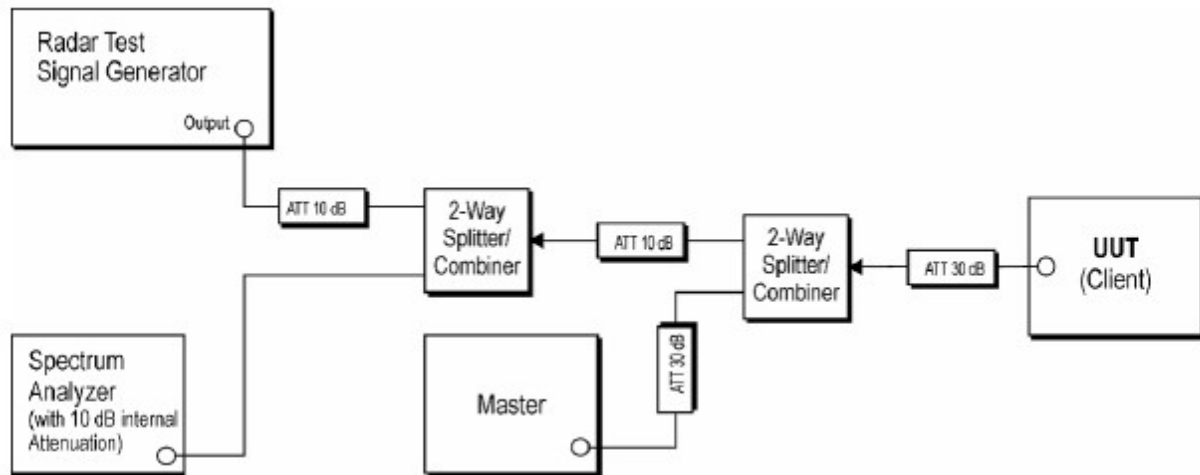 Radar Test
Signal Generator
Output
ATT 10 dB
2-Way
Splitter/
Combiner
ATT 10 dB
2-Way
Splitter/
Combiner
ATT 30 dB
UUT
(Client)
Spectrum
Analyzer
(with 10 dB internal
Attenuation)
Master
ATT 30 dB